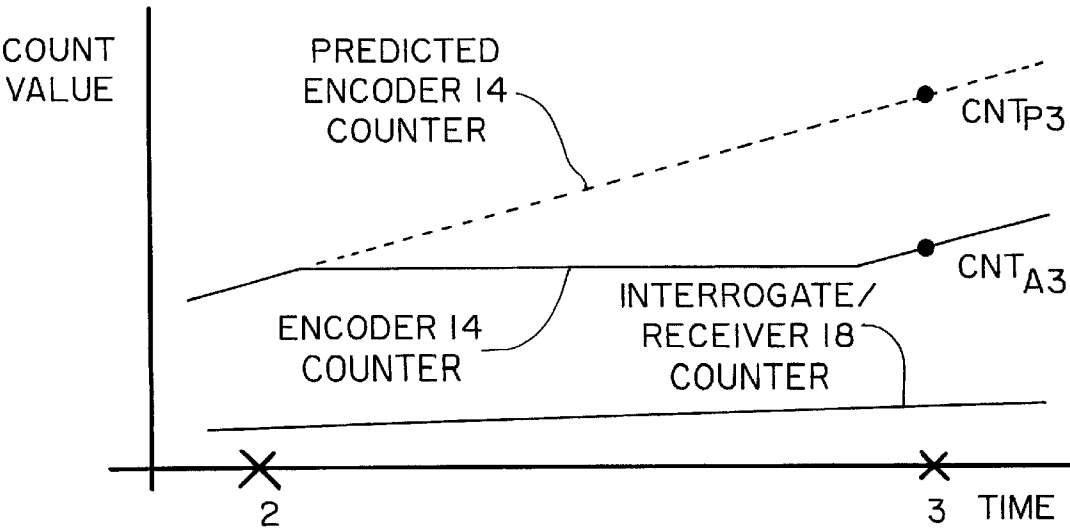 COUNT
VALUE
PREDICTED
ENCODER 14
COUNTER
CNTP3
CNTA3
ENCODER 14
COUNTER
INTERROGATE/
RECEIVER 18
COUNTER
2
3
TIME